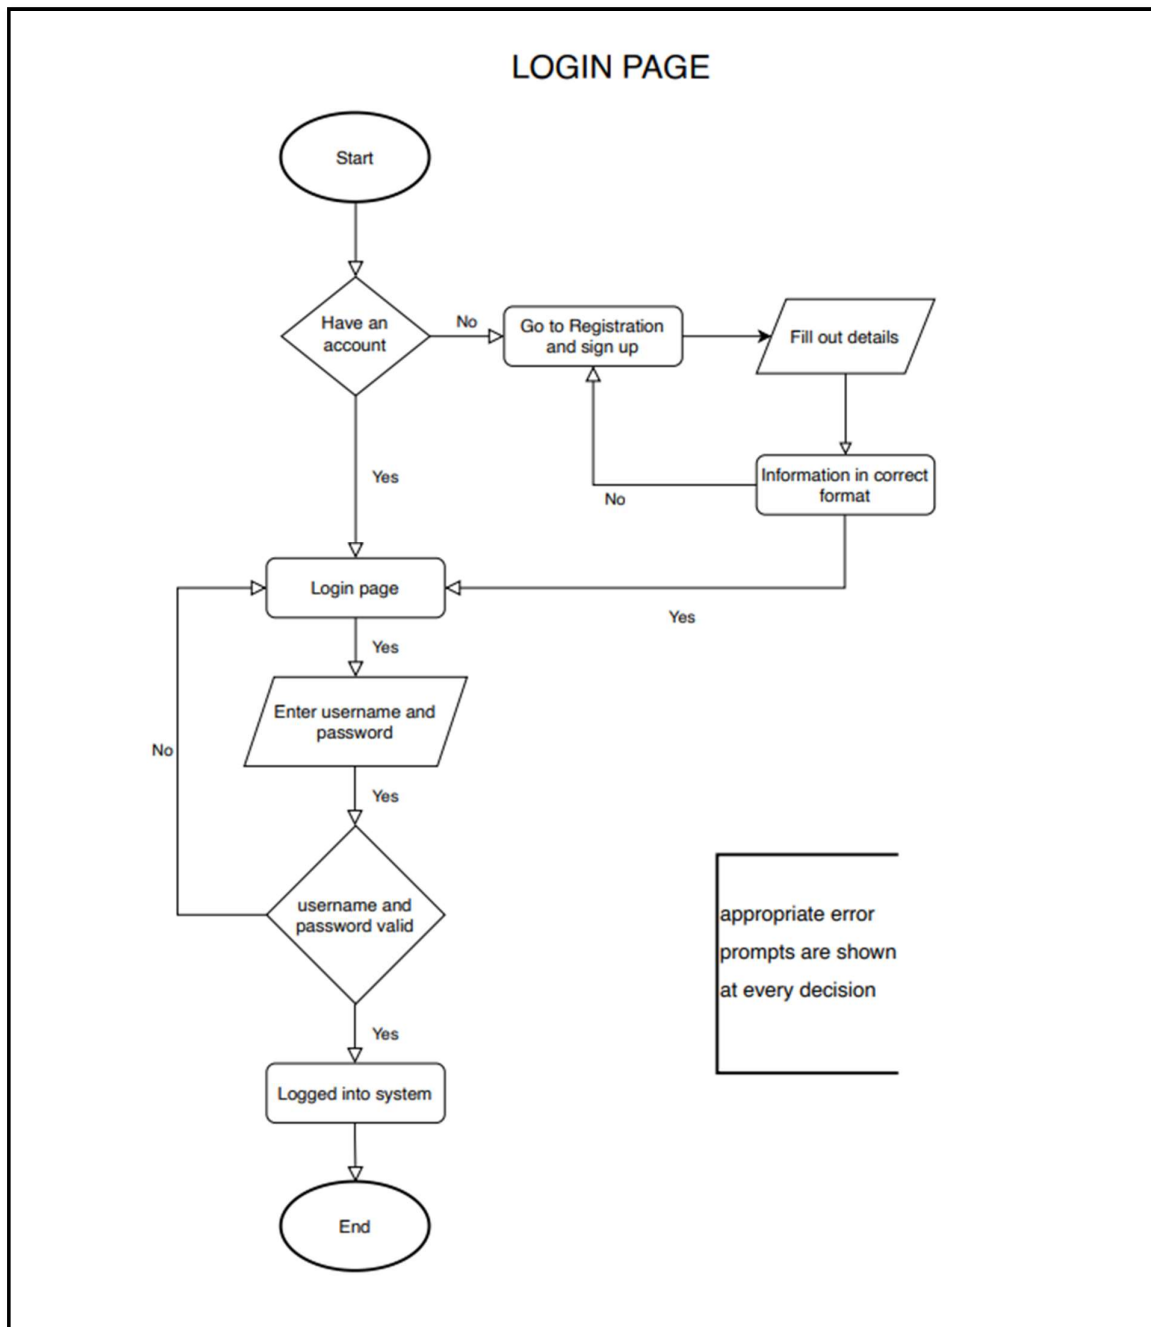 LOGIN PAGE
Start
Have an
account
No
Go to Registration
and sign up
Fill out details
Information in correct
format
No
Yes
Login page
Yes
Yes
Enter username and
password
No
Yes
username and
password valid
appropriate error
prompts are shown
at every decision
Yes
Logged into system
End